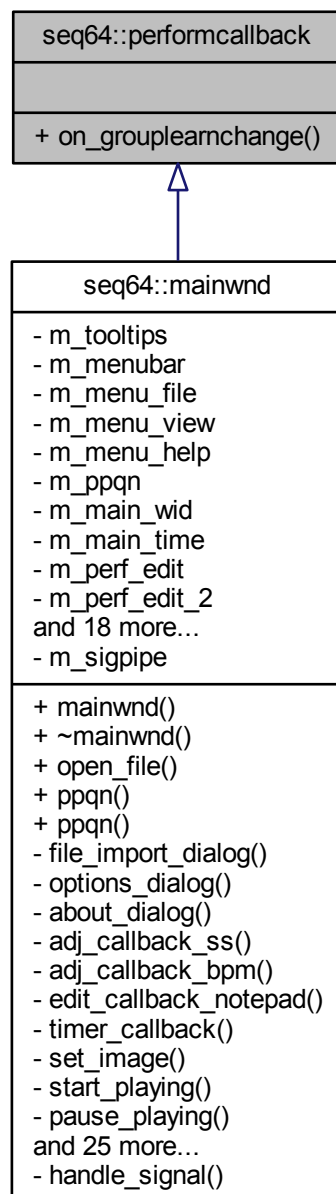 seq64::performcallback
+ on_grouplearnchange()
seq64::mainwnd
- m_tooltips
- m_menubar
- m_menu_file
- m_menu_view
- m_menu_help
- m_ppqn
- m_main_wid
- m_main_time
- m_perf_edit
- m_perf_edit_2
and 18 more...
- m_sigpipe
+ mainwnd()
+ ~mainwnd()
+ open_file()
+ ppqn()
+ ppqn()
- file_import_dialog()
- options_dialog()
- about_dialog()
- adj_callback_ss()
- adj_callback_bpm()
- edit_callback_notepad()
- timer_callback()
- set_image()
- start_playing()
- pause_playing()
and 25 more...
- handle_signal()